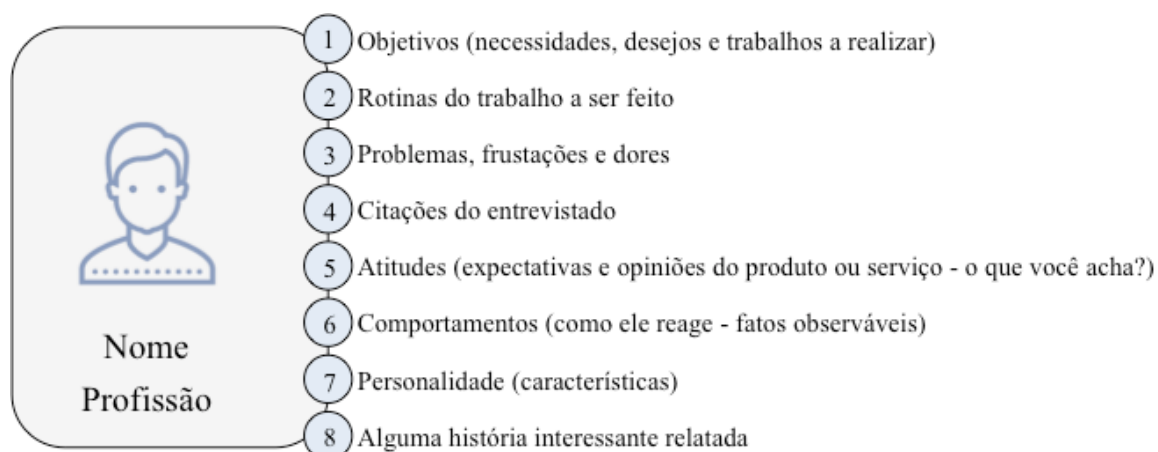 1 Objetivos (necessidades, desejos e trabalhos a realizar)
2 Rotinas do trabalho a ser feito
3 Problemas, frustações e dores
4 Citações do entrevistado
5 Atitudes (expectativas e opiniões do produto ou serviço - o que você acha?)
6 Comportamentos (como ele reage - fatos observáveis)
7 Personalidade (características)
8 Alguma história interessante relatada
Nome
Profissão